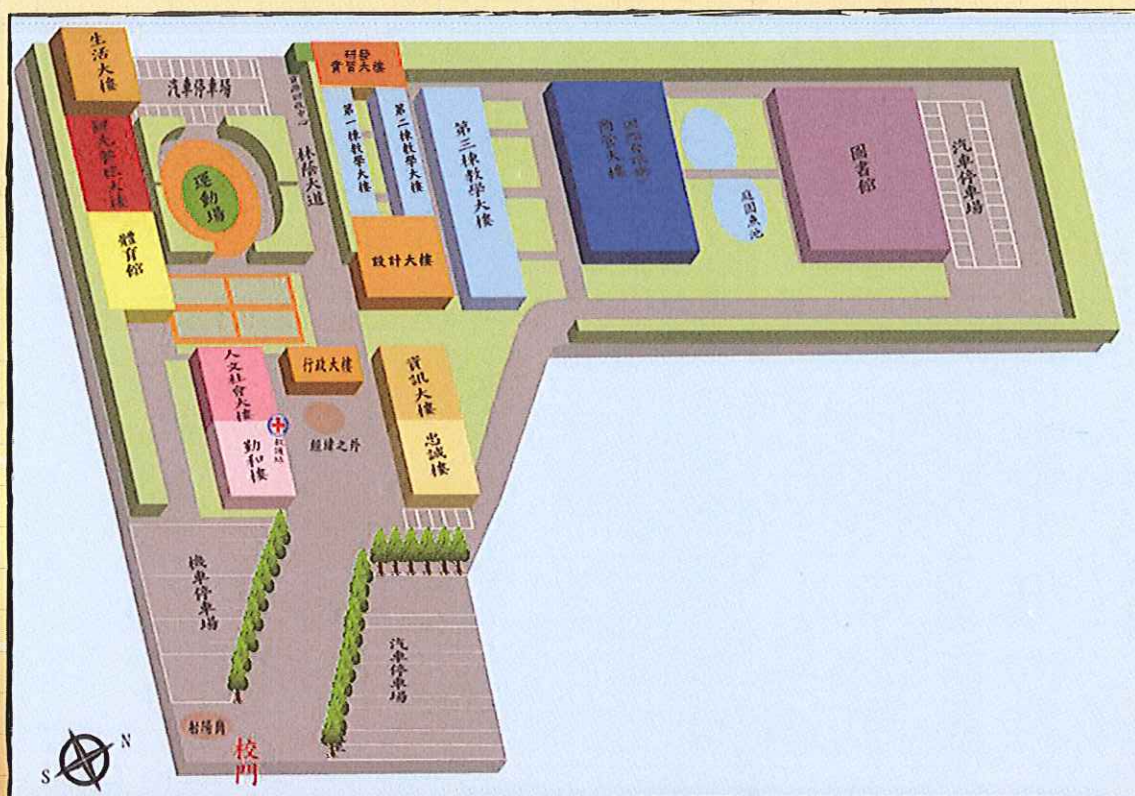 生活大樓
汽車停車場
研發
實習大樓
第一棟教學大樓
第二棟教學大樓
第三棟教學大樓
圖書館
汽車停車場
林蔭大道
運動場
體育館
設計大樓
庭園魚池
人文社會大樓
行政大樓
資訊大樓
勤和樓
忠誠樓
機車停車場
汽車停車場
校門
N
S